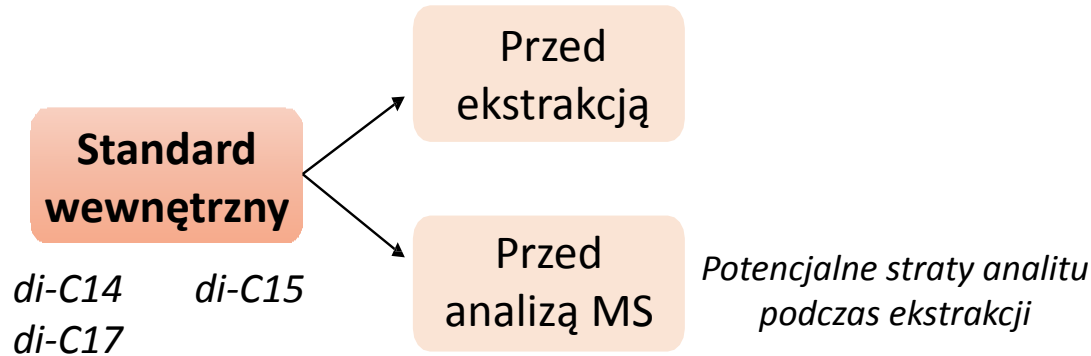 Przed
ekstrakcją
Standard
wewnętrzny
Przed
analizą MS
di-C14 di-C15
di-C17
Potencjalne straty analitu
podczas ekstrakcji